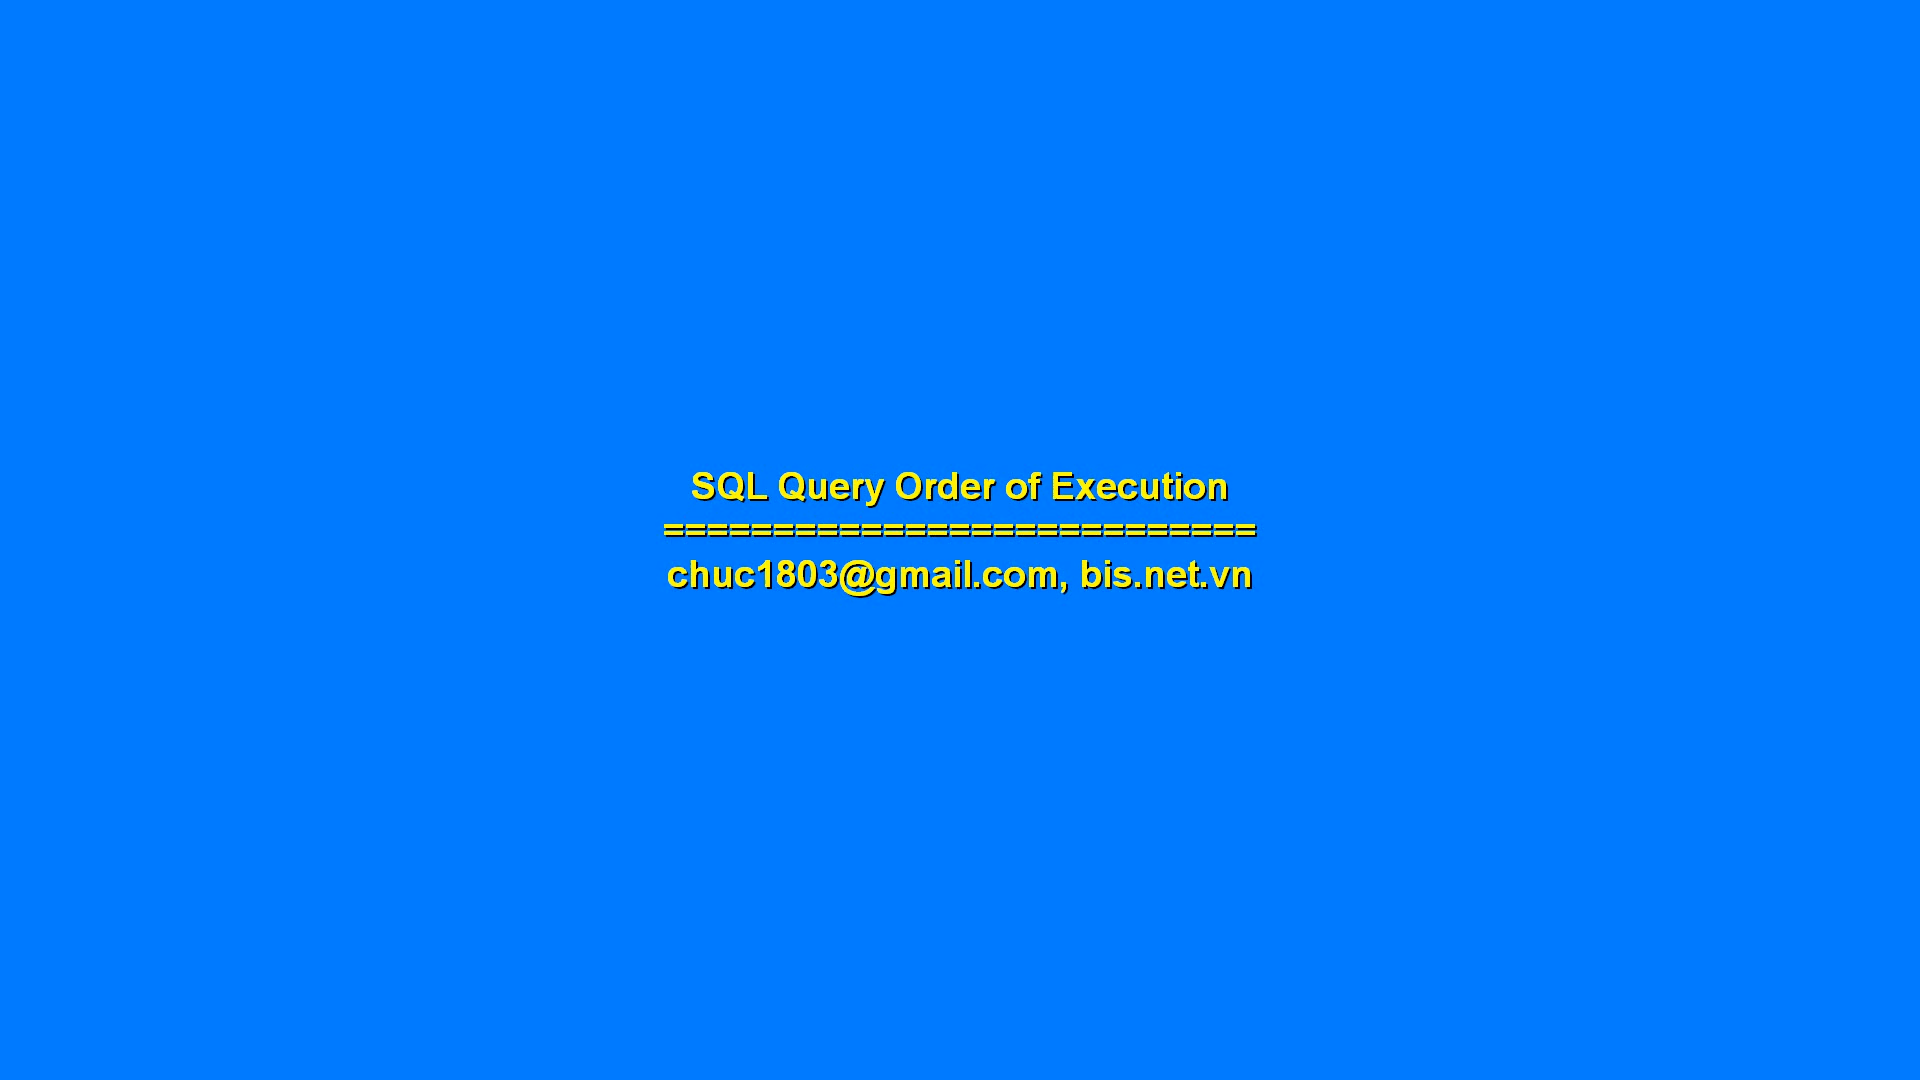 SQL Query Order of Execution
===========================
chuc1803@gmail.com, bis.net.vn